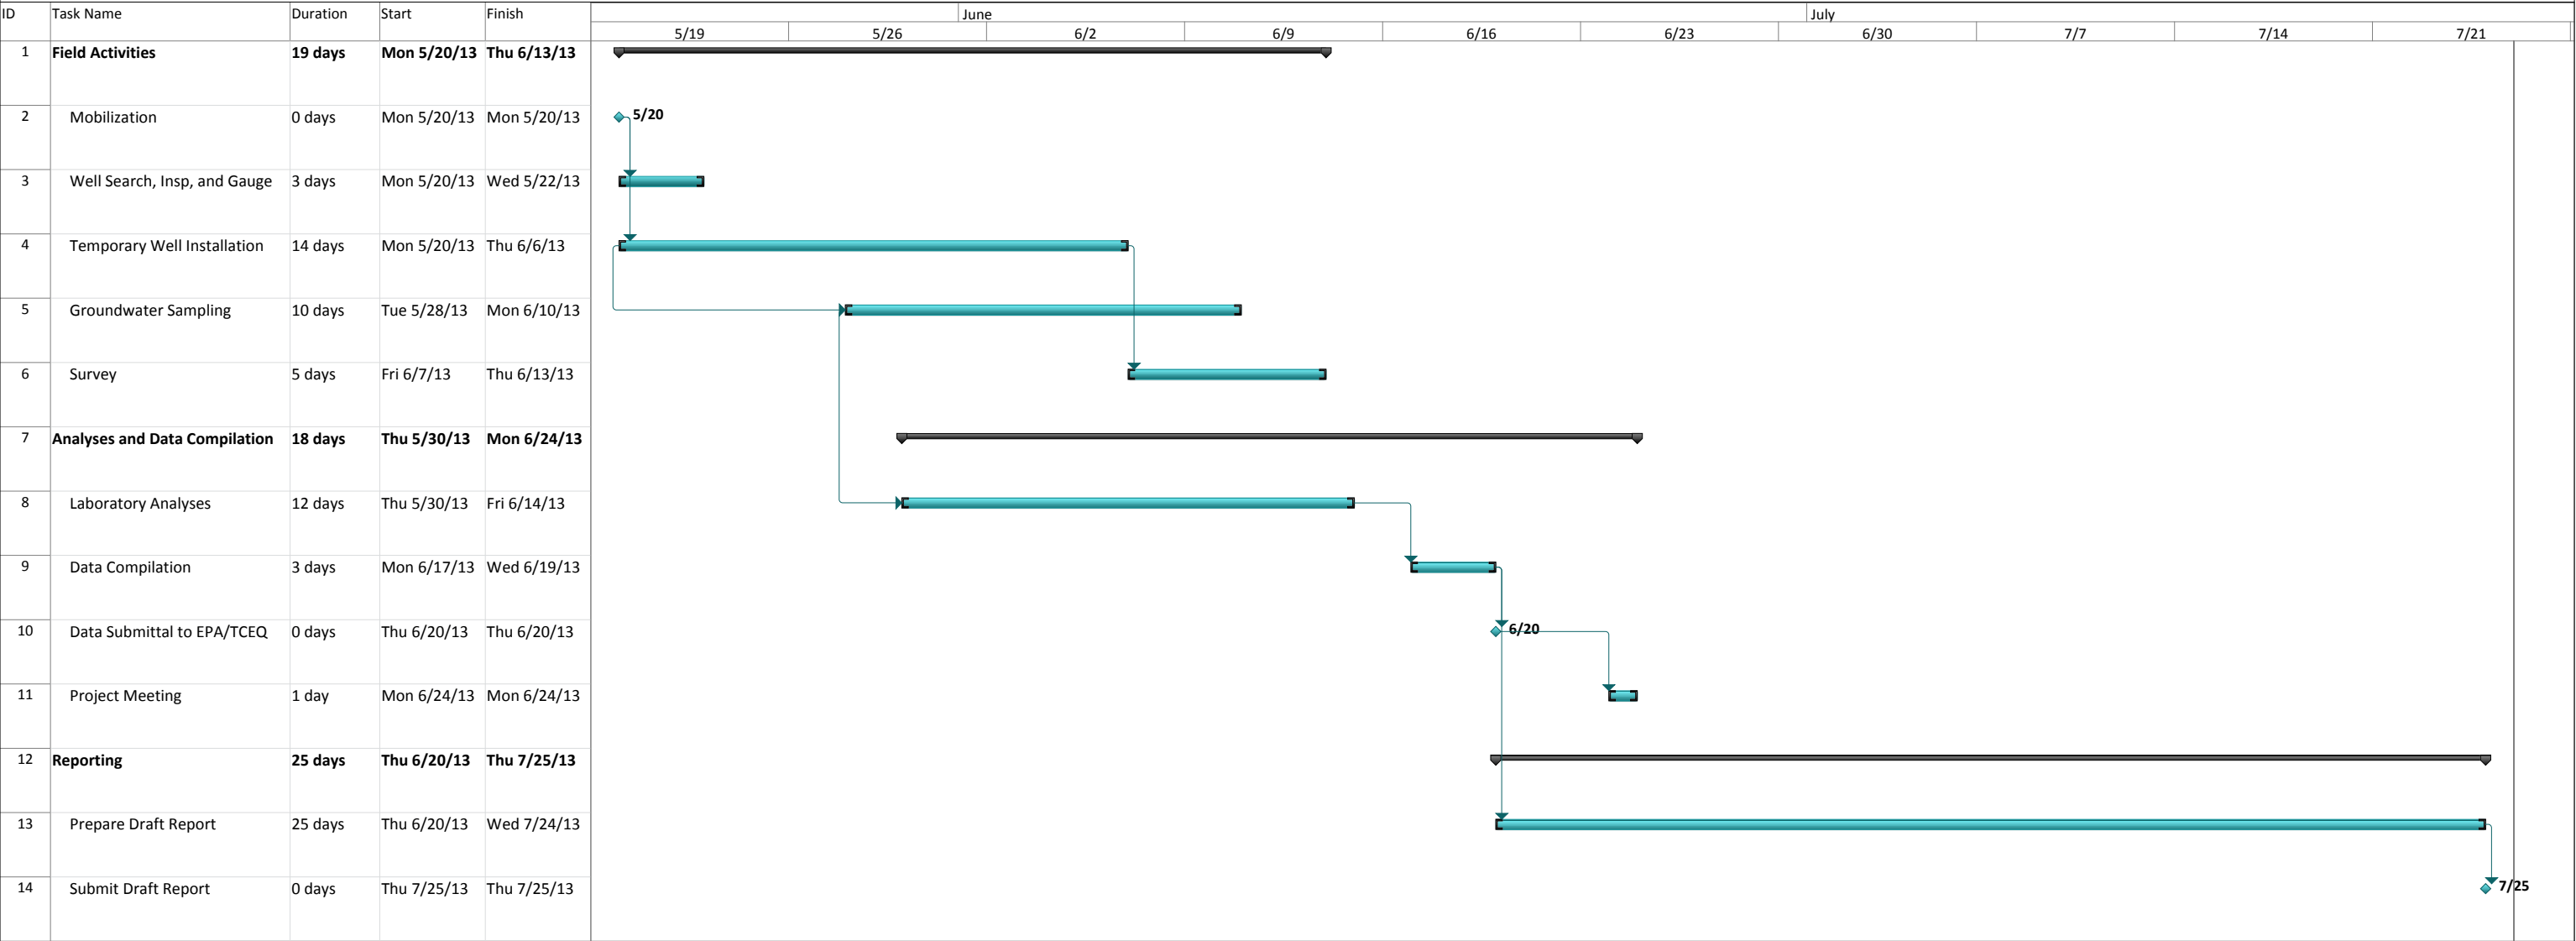 ID Task Name Duration Start Finish June July
5/19 5/26 6/2 6/9 6/16 6/23 6/30 7/7 7/14 7/21
1 Field Activities 19 days Mon 5/20/13 Thu 6/13/13
2 Mobilization 0 days Mon 5/20/13 Mon 5/20/13 5/20
3 Well Search, Insp, and Gauge 3 days Mon 5/20/13 Wed 5/22/13
4 Temporary Well Installation 14 days Mon 5/20/13 Thu 6/6/13
5 Groundwater Sampling 10 days Tue 5/28/13 Mon 6/10/13
6 Survey 5 days Fri 6/7/13 Thu 6/13/13
7 Analyses and Data Compilation 18 days Thu 5/30/13 Mon 6/24/13
8 Laboratory Analyses 12 days Thu 5/30/13 Fri 6/14/13
9 Data Compilation 3 days Mon 6/17/13 Wed 6/19/13
10 Data Submittal to EPA/TCEQ 0 days Thu 6/20/13 Thu 6/20/13 6/20
11 Project Meeting 1 day Mon 6/24/13 Mon 6/24/13
12 Reporting 25 days Thu 6/20/13 Thu 7/25/13
13 Prepare Draft Report 25 days Thu 6/20/13 Wed 7/24/13
14 Submit Draft Report 0 days Thu 7/25/13 Thu 7/25/13 7/25